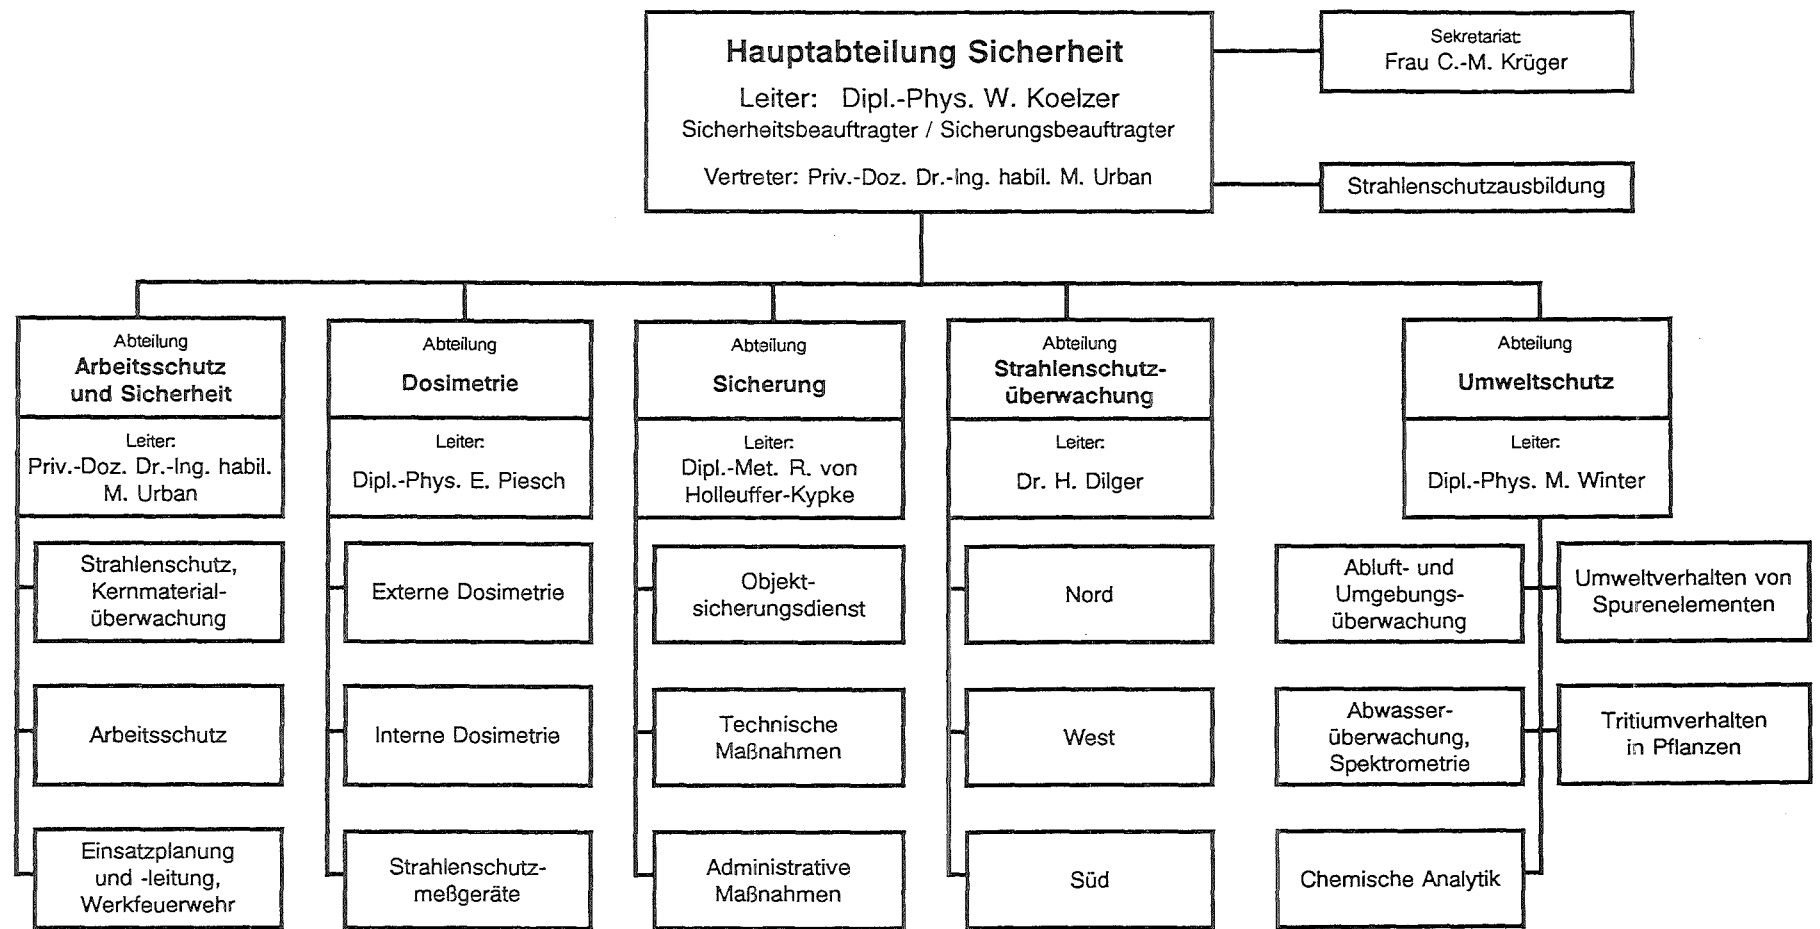 Hauptabteilung Sicherheit
Leiter: Dipl.-Phys. W. Koelzer
Sicherheitsbeauftragter / Sicherungsbeauftragter
Vertreter: Priv.-Doz. Dr.-Ing. habil. M. Urban
Sekretariat:
Frau C.-M. Krüger
Strahlenschutzausbildung
Abteilung
Arbeitsschutz
und Sicherheit
Leiter:
Priv.-Doz. Dr.-Ing. habil.
M. Urban
Strahlenschutz,
Kernmaterial-
überwachung
Arbeitsschutz
Einsatzplanung
und -leitung,
Werkfeuerwehr
Abteilung
Dosimetrie
Leiter:
Dipl.-Phys. E. Piesch
Externe Dosimetrie
Interne Dosimetrie
Strahlenschutz-
meßgeräte
Abteilung
Sicherung
Leiter:
Dipl.-Met. R. von
Holleuffer-Kypke
Objekt-
sicherungsdienst
Technische
Maßnahmen
Administrative
Maßnahmen
Abteilung
Strahlenschutz-
überwachung
Leiter:
Dr. H. Dilger
Nord
West
Süd
Abteilung
Umweltschutz
Leiter:
Dipl.-Phys. M. Winter
Abluft- und
Umgebungs-
überwachung
Umweltverhalten von
Spurenelementen
Abwasser-
überwachung,
Spektrometrie
Tritiumverhalten
in Pflanzen
Chemische Analytik